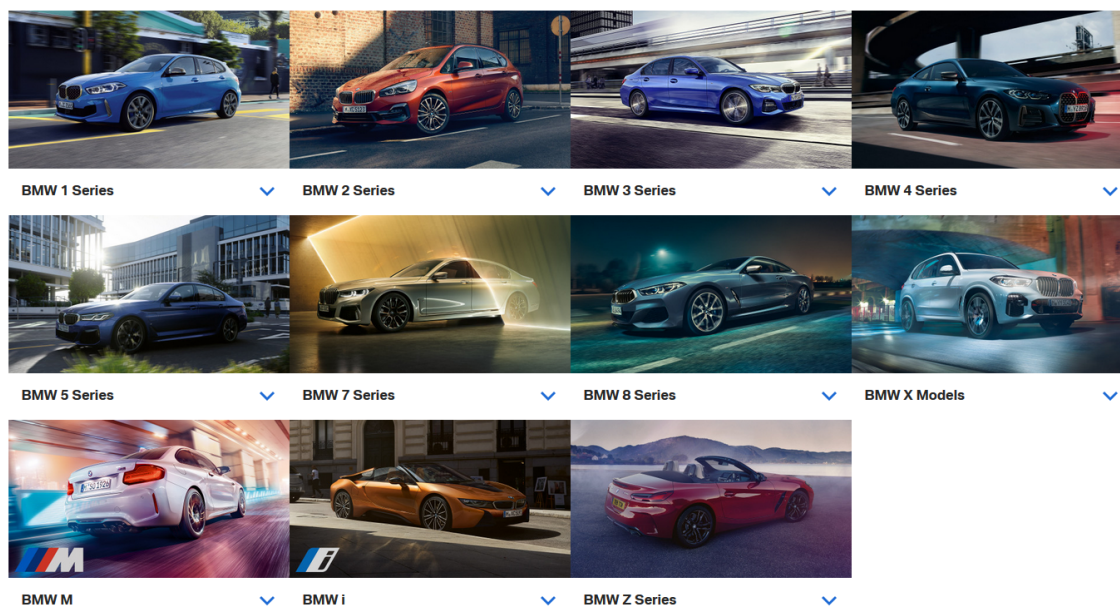 BMW 1 Series
BMW 2 Series
BMW 3 Series
BMW 4 Series
BMW 5 Series
BMW 7 Series
BMW 8 Series
BMW X Models
M
i
BMW M
BMW i
BMW Z Series